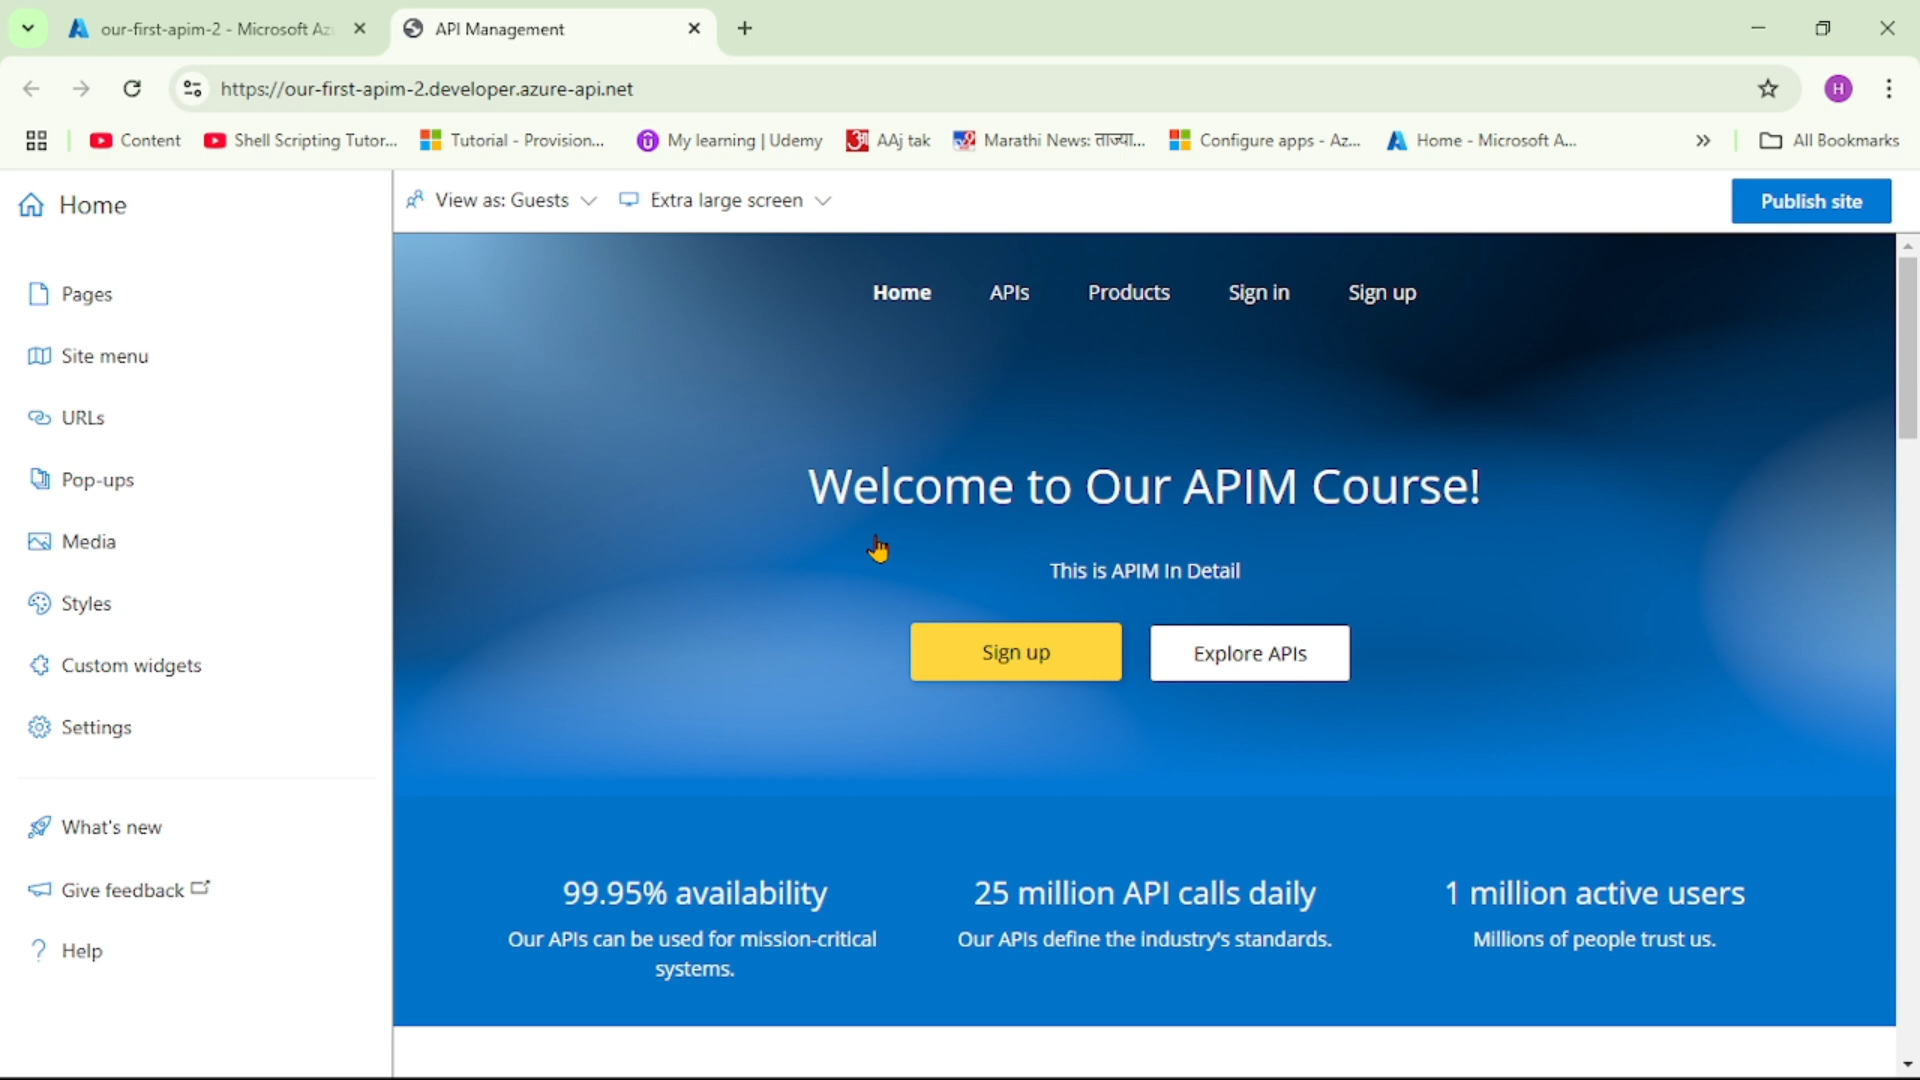 our-first-apim-2 - Microsoft Az
API Management
https://our-first-apim-2.developer.azure-api.net
H
Content
Shell Scripting Tutor...
Tutorial - Provision...
My learning | Udemy
AAj tak
Marathi News: ताज्या...
Configure apps - Az...
Home - Microsoft A...
All Bookmarks
Home
View as: Guests
Extra large screen
Publish site
Pages
Site menu
URLs
Pop-ups
Media
Styles
Custom widgets
Settings
What's new
Give feedback
Help
Home
APIs
Products
Sign in
Sign up
Welcome to Our APIM Course!
This is APIM In Detail
Sign up
Explore APIs
99.95% availability
Our APIs can be used for mission-critical
systems.
25 million API calls daily
Our APIs define the industry's standards.
1 million active users
Millions of people trust us.